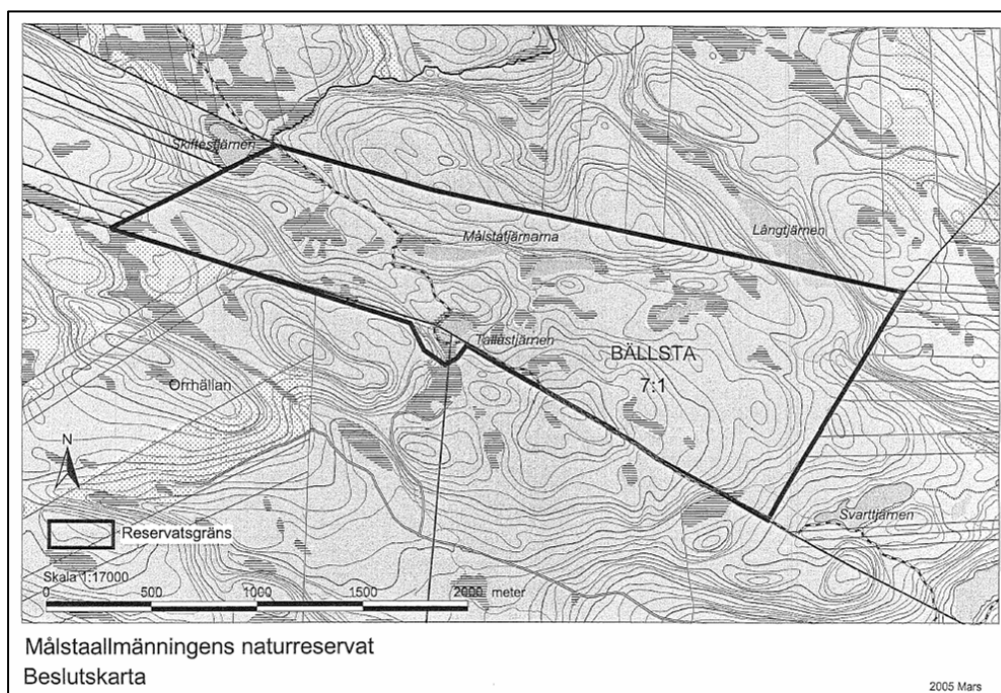 Skiftestjärnen
Målstatjärnarna
Långtjärnen
Tallåstjärnen
BÄLLSTA
7:1
Orrhällan
N
Svarttjärnen
Reservatsgräns
Skala 1:17000
0 500 1000 1500 2000 meter
Målstaallmänningens naturreservat
Beslutskarta
2005 Mars